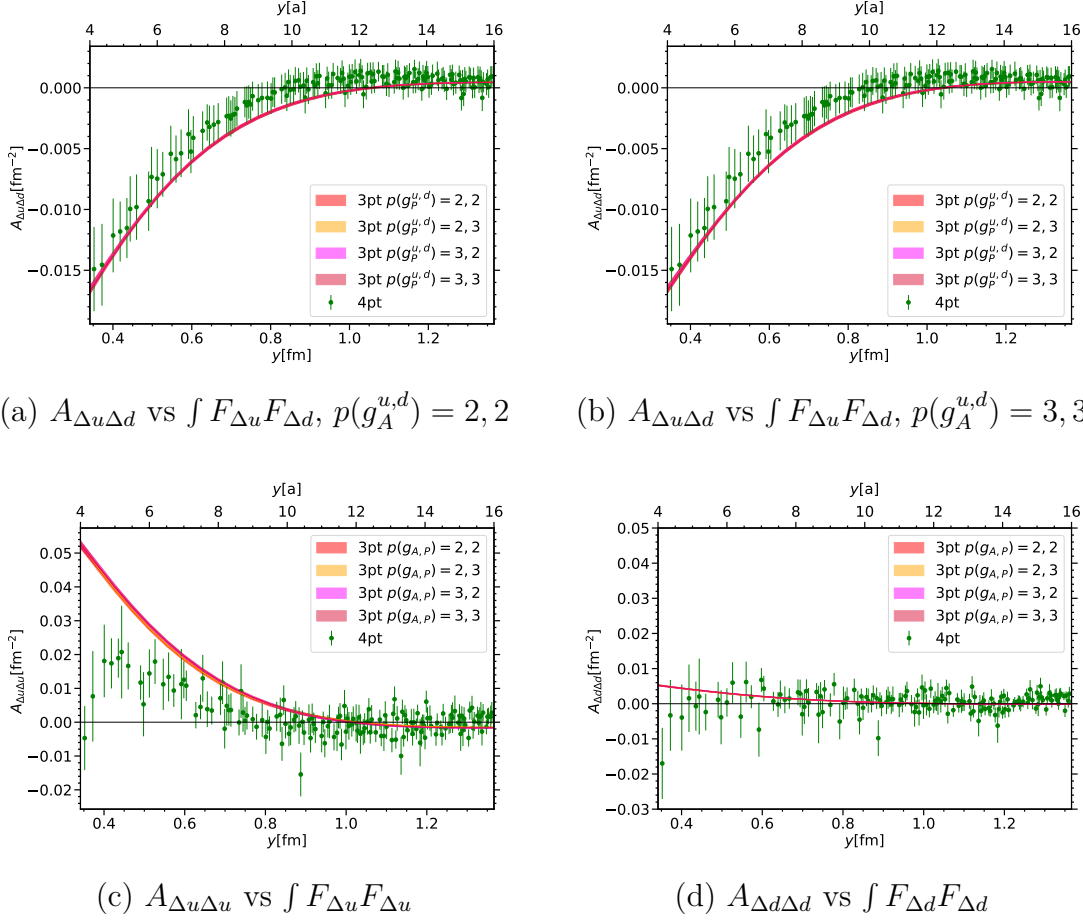 y[a]
4 6 8 10 12 14 16
0.000
−0.005
−0.010
−0.015
A_{ΔuΔd}[fm^{−2}]
3pt p(g_P^{u,d}) = 2, 2
3pt p(g_P^{u,d}) = 2, 3
3pt p(g_P^{u,d}) = 3, 2
3pt p(g_P^{u,d}) = 3, 3
4pt
0.4 0.6 0.8 1.0 1.2
y[fm]
(a) A_{ΔuΔd} vs ∫ F_{Δu}F_{Δd}, p(g_A^{u,d}) = 2, 2
y[a]
4 6 8 10 12 14 16
0.000
−0.005
−0.010
−0.015
A_{ΔuΔd}[fm^{−2}]
3pt p(g_P^{u,d}) = 2, 2
3pt p(g_P^{u,d}) = 2, 3
3pt p(g_P^{u,d}) = 3, 2
3pt p(g_P^{u,d}) = 3, 3
4pt
0.4 0.6 0.8 1.0 1.2
y[fm]
(b) A_{ΔuΔd} vs ∫ F_{Δu}F_{Δd}, p(g_A^{u,d}) = 3, 3
y[a]
4 6 8 10 12 14 16
0.05
0.04
0.03
0.02
0.01
0.00
−0.01
−0.02
A_{ΔuΔu}[fm^{−2}]
3pt p(g_{A,P}) = 2, 2
3pt p(g_{A,P}) = 2, 3
3pt p(g_{A,P}) = 3, 2
3pt p(g_{A,P}) = 3, 3
4pt
0.4 0.6 0.8 1.0 1.2
y[fm]
(c) A_{ΔuΔu} vs ∫ F_{Δu}F_{Δu}
y[a]
4 6 8 10 12 14 16
0.05
0.04
0.03
0.02
0.01
0.00
−0.01
−0.02
−0.03
A_{ΔdΔd}[fm^{−2}]
3pt p(g_{A,P}) = 2, 2
3pt p(g_{A,P}) = 2, 3
3pt p(g_{A,P}) = 3, 2
3pt p(g_{A,P}) = 3, 3
4pt
0.4 0.6 0.8 1.0 1.2
y[fm]
(d) A_{ΔdΔd} vs ∫ F_{Δd}F_{Δd}